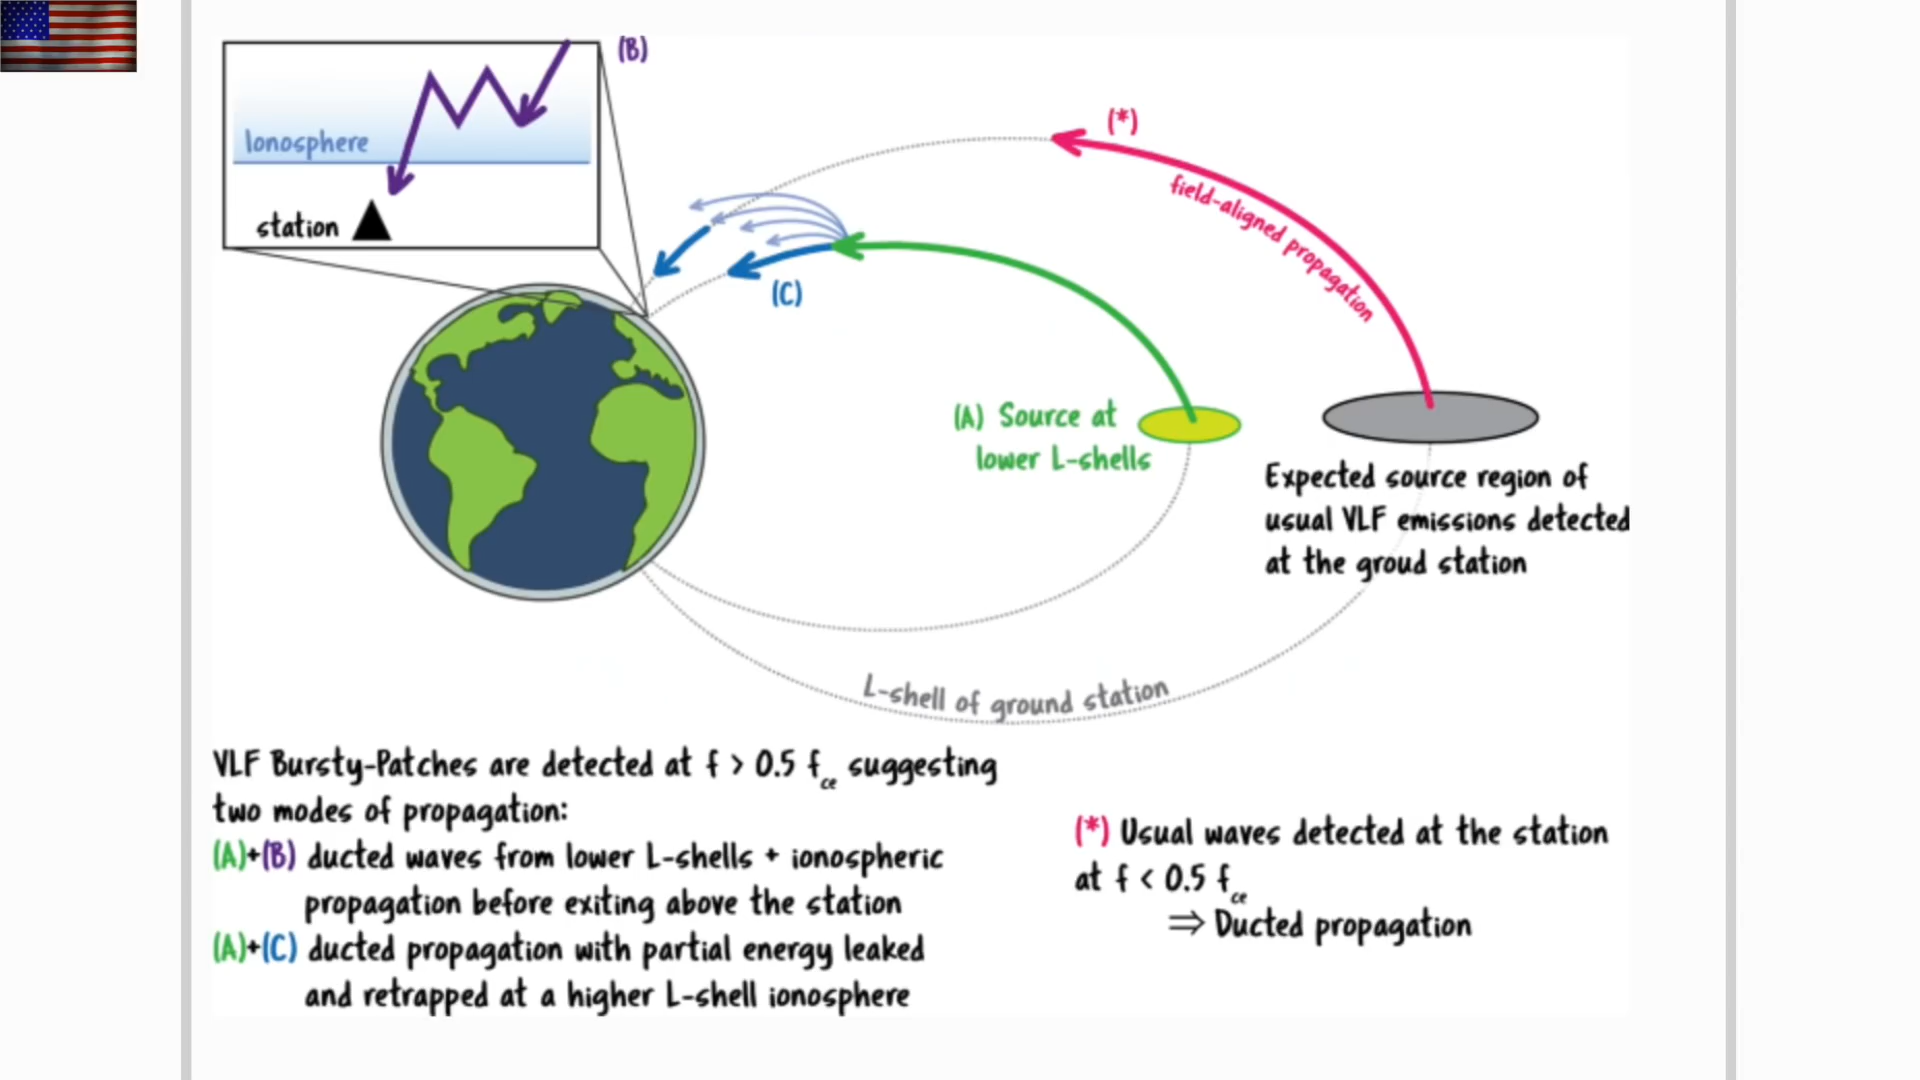 (B)
Ionosphere
station
(*)
field-aligned propagation
(C)
(A) Source at
lower L-shells
Expected source region of
usual VLF emissions detected
at the groud station
L-shell of ground station
VLF Bursty-Patches are detected at f > 0.5 fce suggesting
two modes of propagation:
(A)+(B) ducted waves from lower L-shells + ionospheric
propagation before exiting above the station
(A)+(C) ducted propagation with partial energy leaked
and retrapped at a higher L-shell ionosphere
(*) Usual waves detected at the station
at f < 0.5 fce
⇒ Ducted propagation